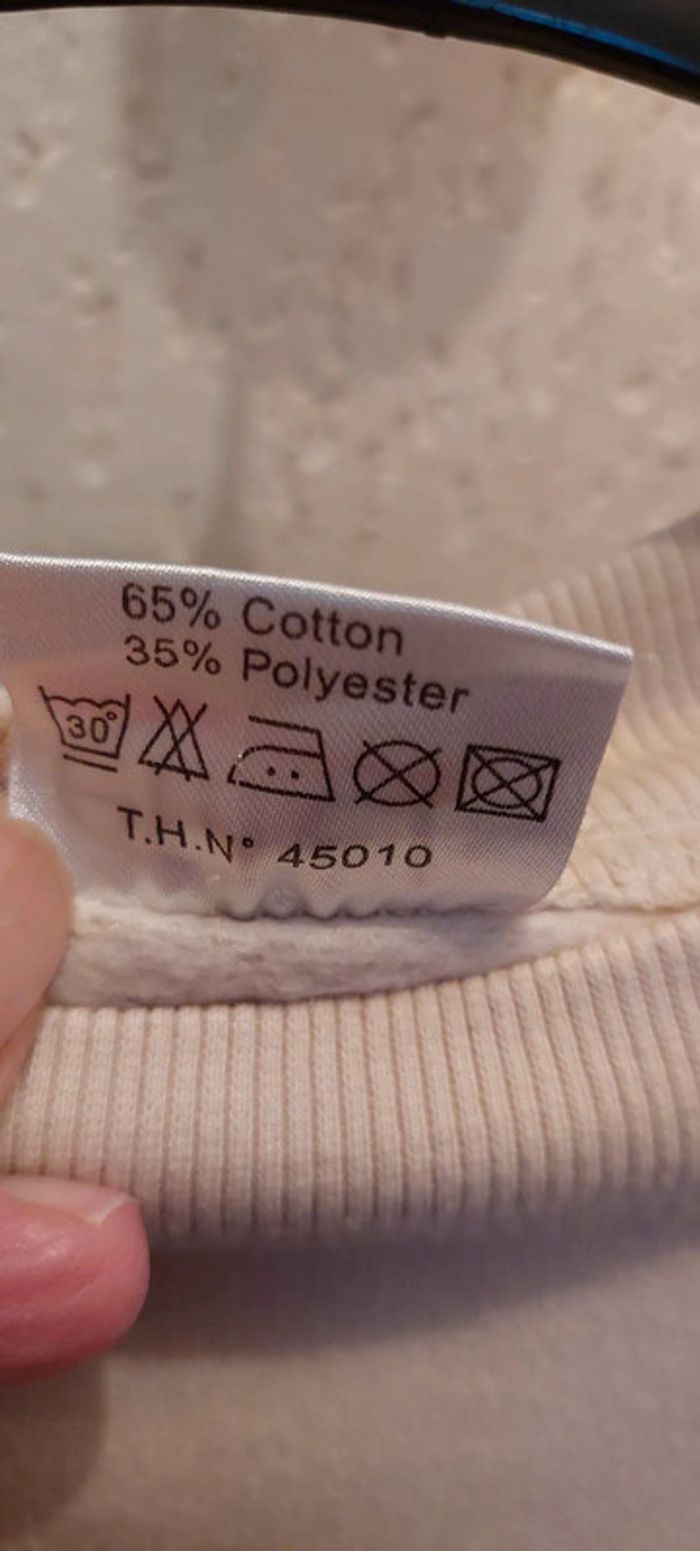 65% Cotton
35% Polyester
30°
T.H.N° 45010